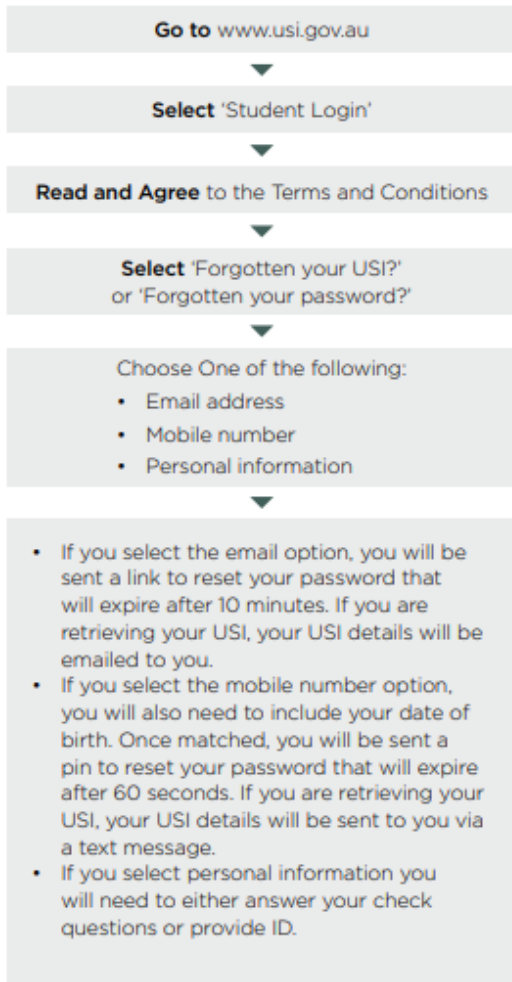 Go to www.usi.gov.au
Select ‘Student Login’
Read and Agree to the Terms and Conditions
Select ‘Forgotten your USI?’
or ‘Forgotten your password?’
Choose One of the following:
• Email address
• Mobile number
• Personal information
• If you select the email option, you will be
sent a link to reset your password that
will expire after 10 minutes. If you are
retrieving your USI, your USI details will be
emailed to you.
• If you select the mobile number option,
you will also need to include your date of
birth. Once matched, you will be sent a
pin to reset your password that will expire
after 60 seconds. If you are retrieving your
USI, your USI details will be sent to you via
a text message.
• If you select personal information you
will need to either answer your check
questions or provide ID.